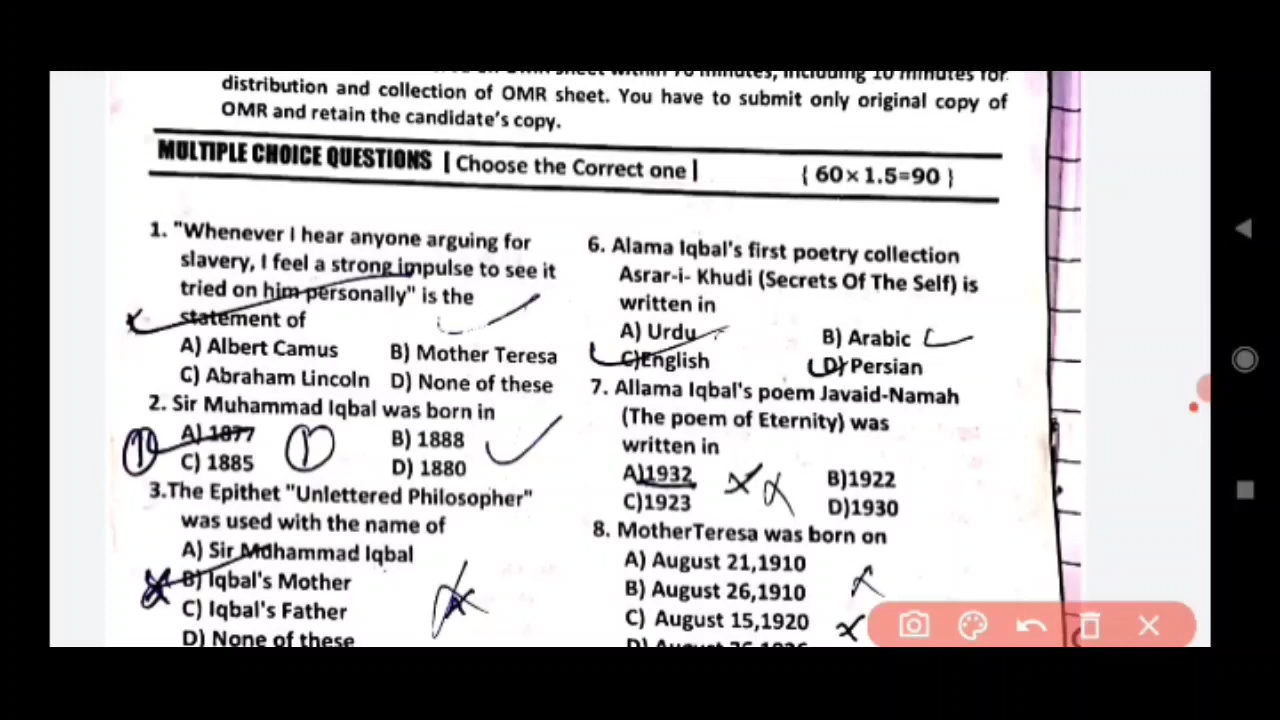 distribution and collection of OMR sheet. You have to submit only original copy of
OMR and retain the candidate's copy.
MULTIPLE CHOICE QUESTIONS | Choose the Correct one | { 60×1.5=90 }
1. "Whenever I hear anyone arguing for
slavery, I feel a strong impulse to see it
tried on him personally" is the
statement of
A) Albert Camus B) Mother Teresa
C) Abraham Lincoln D) None of these
2. Sir Muhammad Iqbal was born in
A) 1877 B) 1888
C) 1885 D) 1880
3.The Epithet "Unlettered Philosopher"
was used with the name of
A) Sir Mohammad Iqbal
B) Iqbal's Mother
C) Iqbal's Father
D) None of these
6. Alama Iqbal's first poetry collection
Asrar-i- Khudi (Secrets Of The Self) is
written in
A) Urdu B) Arabic
C)English D) Persian
7. Allama Iqbal's poem Javaid-Namah
(The poem of Eternity) was
written in
A)1932 B)1922
C)1923 D)1930
8. MotherTeresa was born on
A) August 21,1910
B) August 26,1910
C) August 15,1920